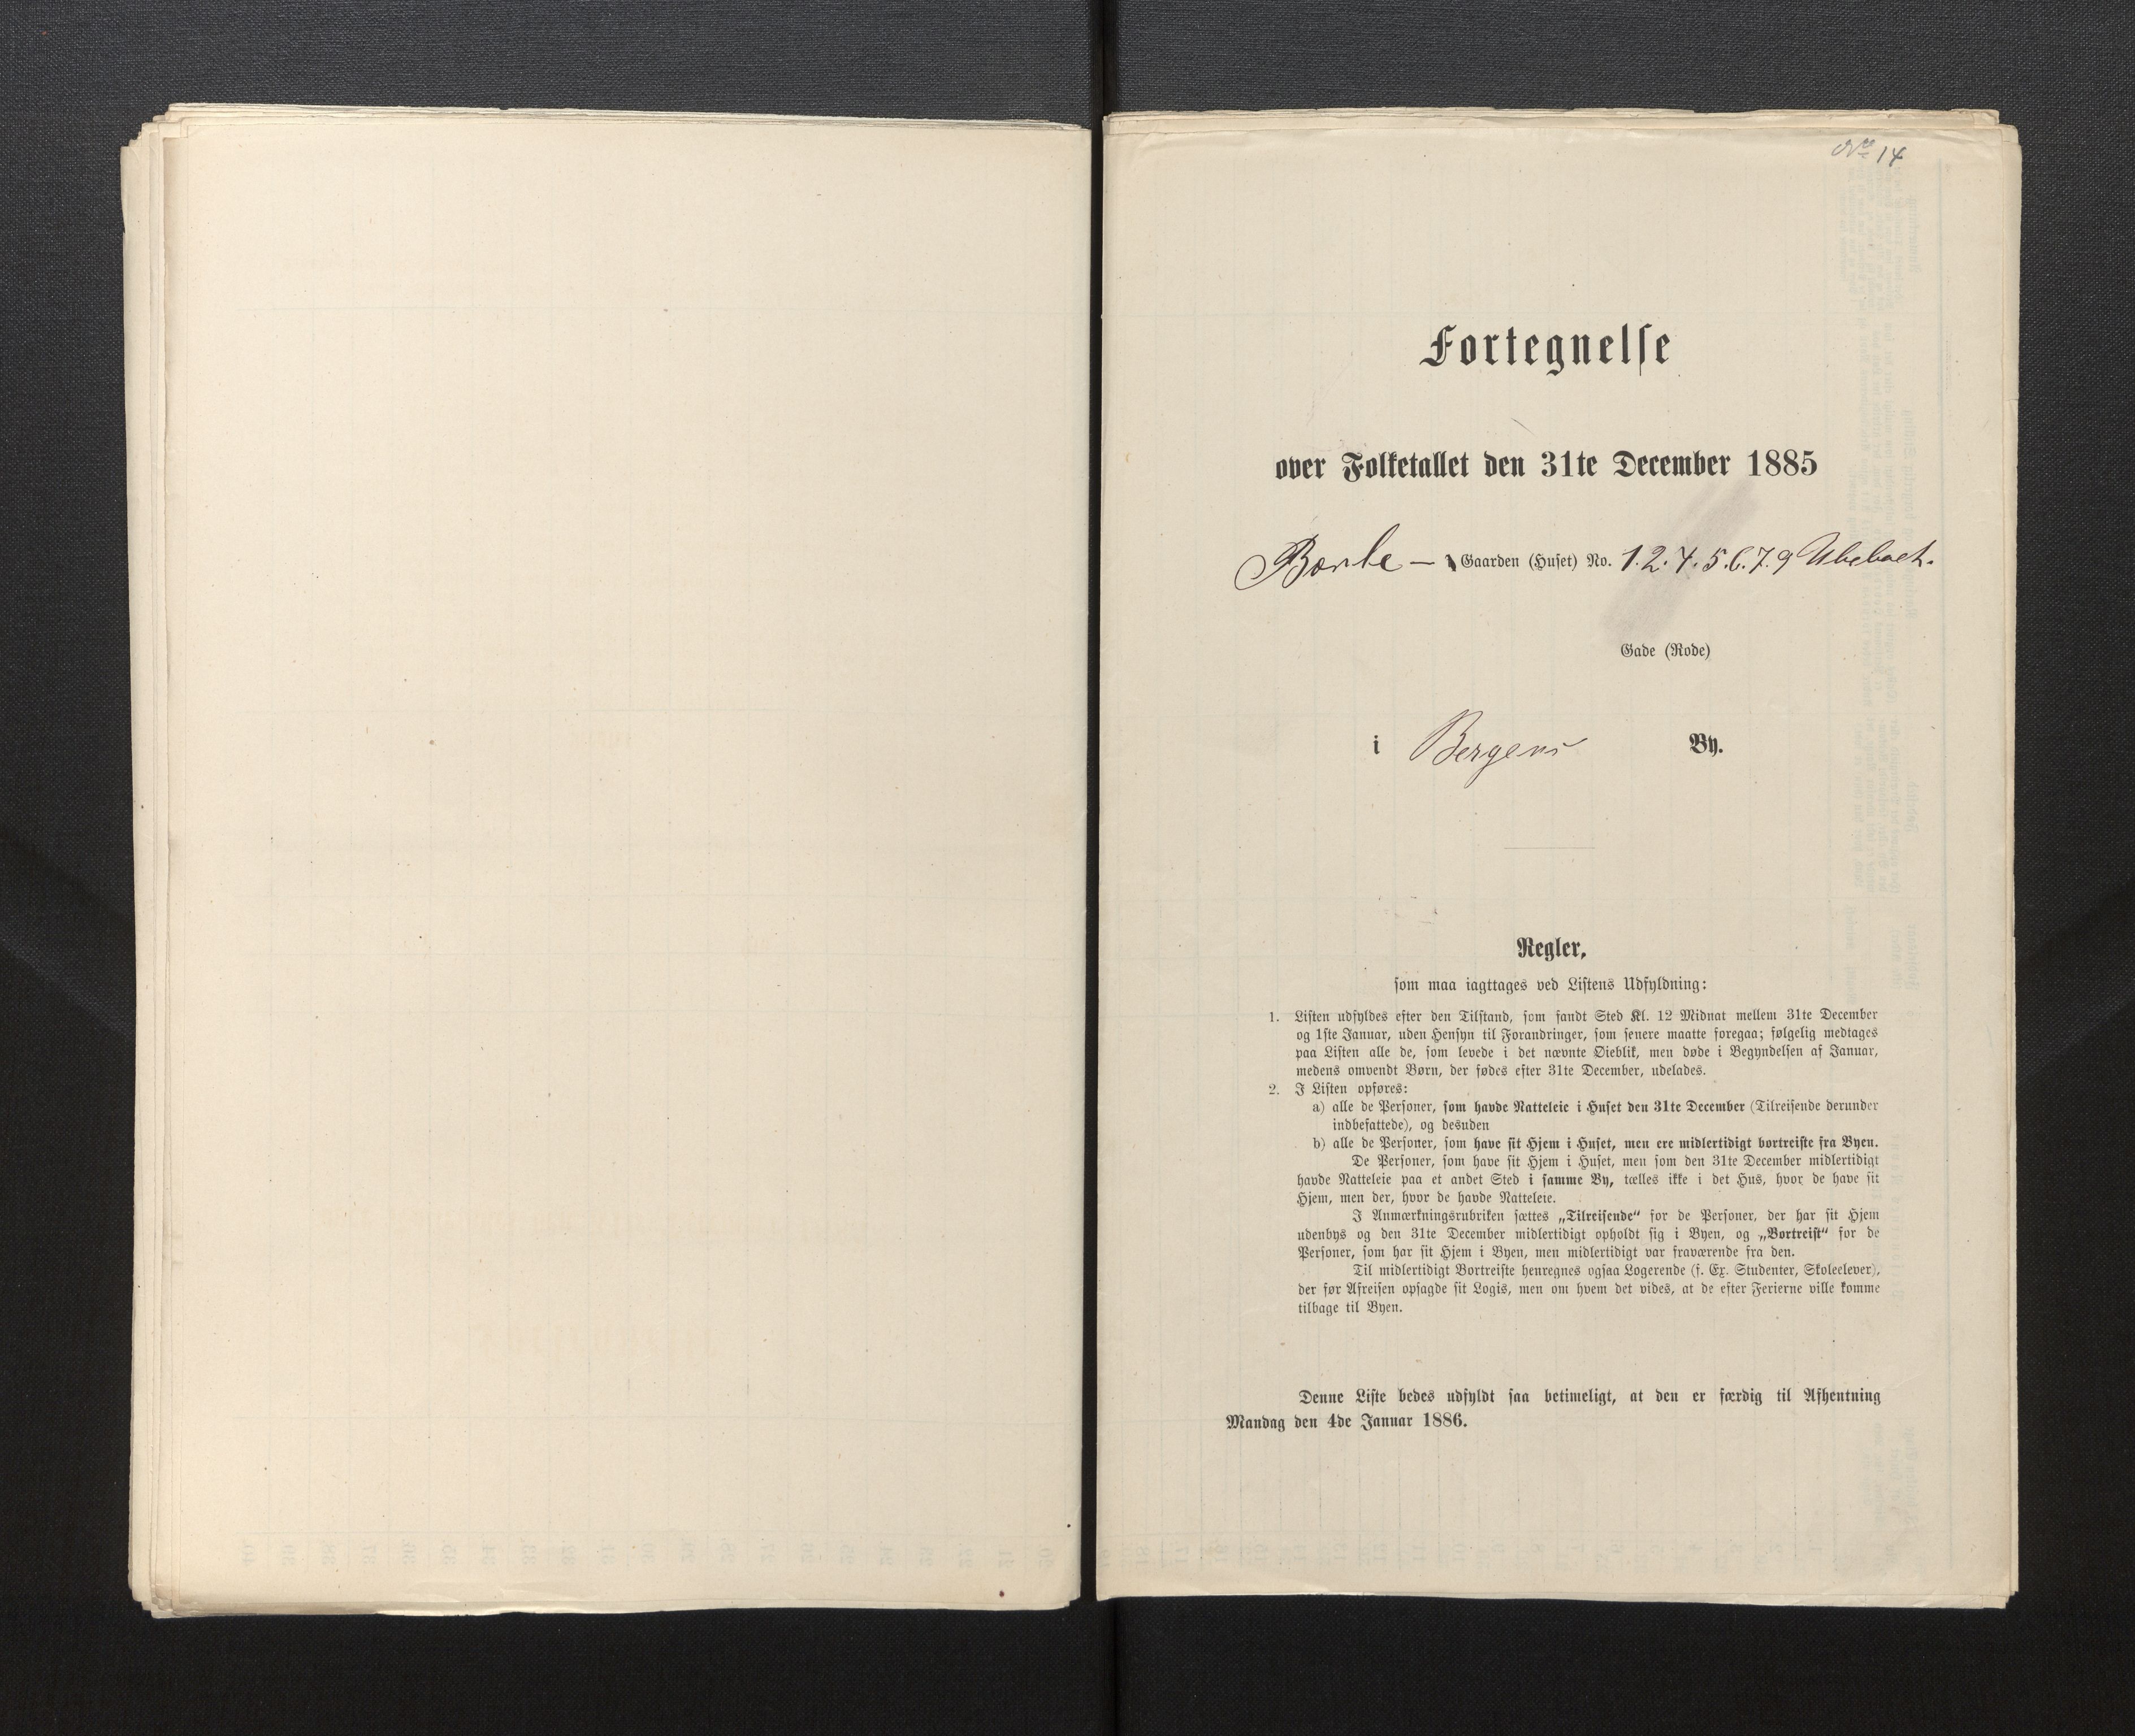 No 14
Fortegnelse
over Folketallet den 31te December 1885
Gaarden (Huset) No. 1. 2. 4. 5. 6. 7. 9 Ubeboet.
Gade (Rode)
i Bergens By.
Regler,
som maa iagttages ved Listens Udfyldning:
1. Listen udfyldes efter den Tilstand, som fandt Sted Kl. 12 Midnat mellem 31te December
og 1ste Januar, uden Hensyn til Forandringer, som senere maatte foregaa; følgelig medtages
paa Listen alle de, som levede i det nævnte Øieblik, men døde i Begyndelsen af Januar,
medens omvendt Børn, der fødes efter 31te December, udelades.
2. I Listen opføres:
a) alle de Personer, som havde Natteleie i Huset den 31te December (Tilreisende derunder
indbefattede), og desuden
b) alle de Personer, som have sit Hjem i Huset, men ere midlertidigt bortreiste fra Byen.
De Personer, som have sit Hjem i Huset, men som den 31te December midlertidigt
havde Natteleie paa et andet Sted i samme By, tælles ikke i det Hus, hvor de have sit
Hjem, men der, hvor de havde Natteleie.
I Anmærkningsrubriken sættes „Tilreisende“ for de Personer, der har sit Hjem
udenbys og den 31te December midlertidigt opholdt sig i Byen, og „Bortreist“ for de
Personer, som har sit Hjem i Byen, men midlertidigt var fraværende fra den.
Til midlertidigt Bortreiste henregnes ogsaa Logerende (f. Ex. Studenter, Skoleelever),
der før Afreisen opsagde sit Logis, men om hvem det vides, at de efter Ferierne ville komme
tilbage til Byen.
Denne Liste bedes udfyldt saa betimeligt, at den er færdig til Afhentning
Mandag den 4de Januar 1886.